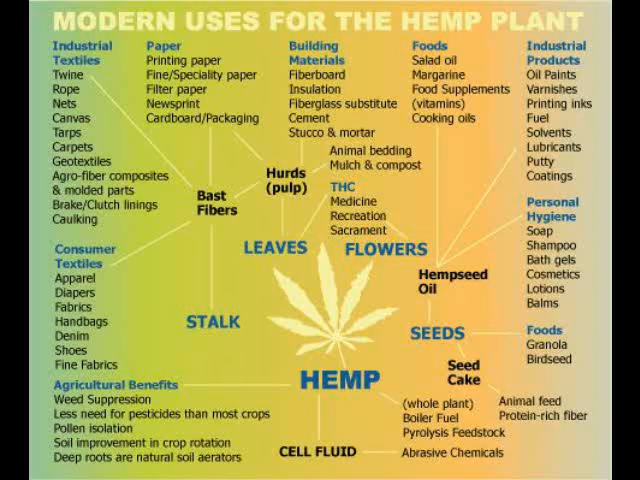 MODERN USES FOR THE HEMP PLANT
Industrial
Textiles
Twine
Rope
Nets
Canvas
Tarps
Carpets
Geotextiles
Agro-fiber composites
& molded parts
Brake/Clutch linings
Caulking
Paper
Printing paper
Fine/Speciality paper
Filter paper
Newsprint
Cardboard/Packaging
Building
Materials
Fiberboard
Insulation
Fiberglass substitute
Cement
Stucco & mortar
Foods
Salad oil
Margarine
Food Supplements
(vitamins)
Cooking oils
Industrial
Products
Oil Paints
Varnishes
Printing inks
Fuel
Solvents
Lubricants
Putty
Coatings
Animal bedding
Mulch & compost
Hurds
(pulp)
Bast
Fibers
THC
Medicine
Recreation
Sacrament
Personal
Hygiene
Soap
Shampoo
Bath gels
Cosmetics
Lotions
Balms
LEAVES
FLOWERS
Consumer
Textiles
Apparel
Diapers
Fabrics
Handbags
Denim
Shoes
Fine Fabrics
Hempseed
Oil
STALK
SEEDS
Foods
Granola
Birdseed
Seed
Cake
Animal feed
Protein-rich fiber
HEMP
Agricultural Benefits
Weed Suppression
Less need for pesticides than most crops
Pollen isolation
Soil improvement in crop rotation
Deep roots are natural soil aerators
(whole plant)
Boiler Fuel
Pyrolysis Feedstock
CELL FLUID
Abrasive Chemicals